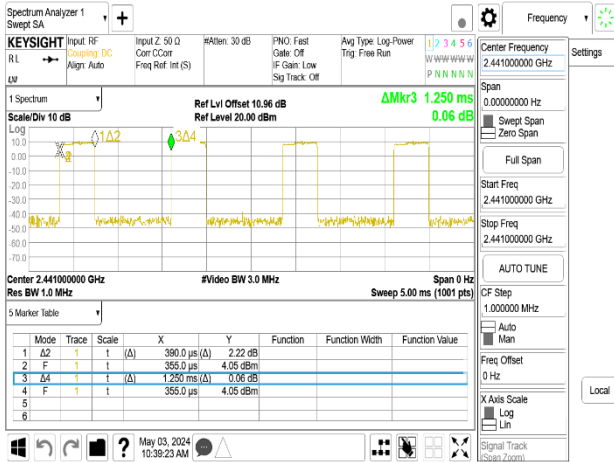 Spectrum Analyzer 1
Swept SA
+
Frequency
KEYSIGHT
RL
Input: RF
Coupling: DC
Align: Auto
Input Z: 50 Ω
Corr CCorr
Freq Ref: Int (S)
#Atten: 30 dB
PNO: Fast
Gate: Off
IF Gain: Low
Sig Track: Off
Avg Type: Log-Power
Trig: Free Run
1 2 3 4 5 6
W W W W W W
P N N N N N
1 Spectrum
Scale/Div 10 dB
Ref Lvl Offset 10.96 dB
Ref Level 20.00 dBm
ΔMkr3 1.250 ms
0.06 dB
Log
10.0
0.00
-10.0
-20.0
-30.0
-40.0
-50.0
-60.0
-70.0
1Δ2
3Δ4
Center 2.441000000 GHz
Res BW 1.0 MHz
#Video BW 3.0 MHz
Span 0 Hz
Sweep 5.00 ms (1001 pts)
5 Marker Table
Mode Trace Scale X Y Function Function Width Function Value
1 Δ2 1 t (Δ) 390.0 µs (Δ) 2.22 dB
2 F 1 t 355.0 µs 4.05 dBm
3 Δ4 1 t (Δ) 1.250 ms (Δ) 0.06 dB
4 F 1 t 355.0 µs 4.05 dBm
5
6
?
May 03, 2024
10:39:23 AM
Center Frequency
2.441000000 GHz
Span
0.00000000 Hz
Swept Span
Zero Span
Full Span
Start Freq
2.441000000 GHz
Stop Freq
2.441000000 GHz
AUTO TUNE
CF Step
1.000000 MHz
Auto
Man
Freq Offset
0 Hz
X Axis Scale
Log
Lin
Signal Track
(Span Zoom)
Settings
Local